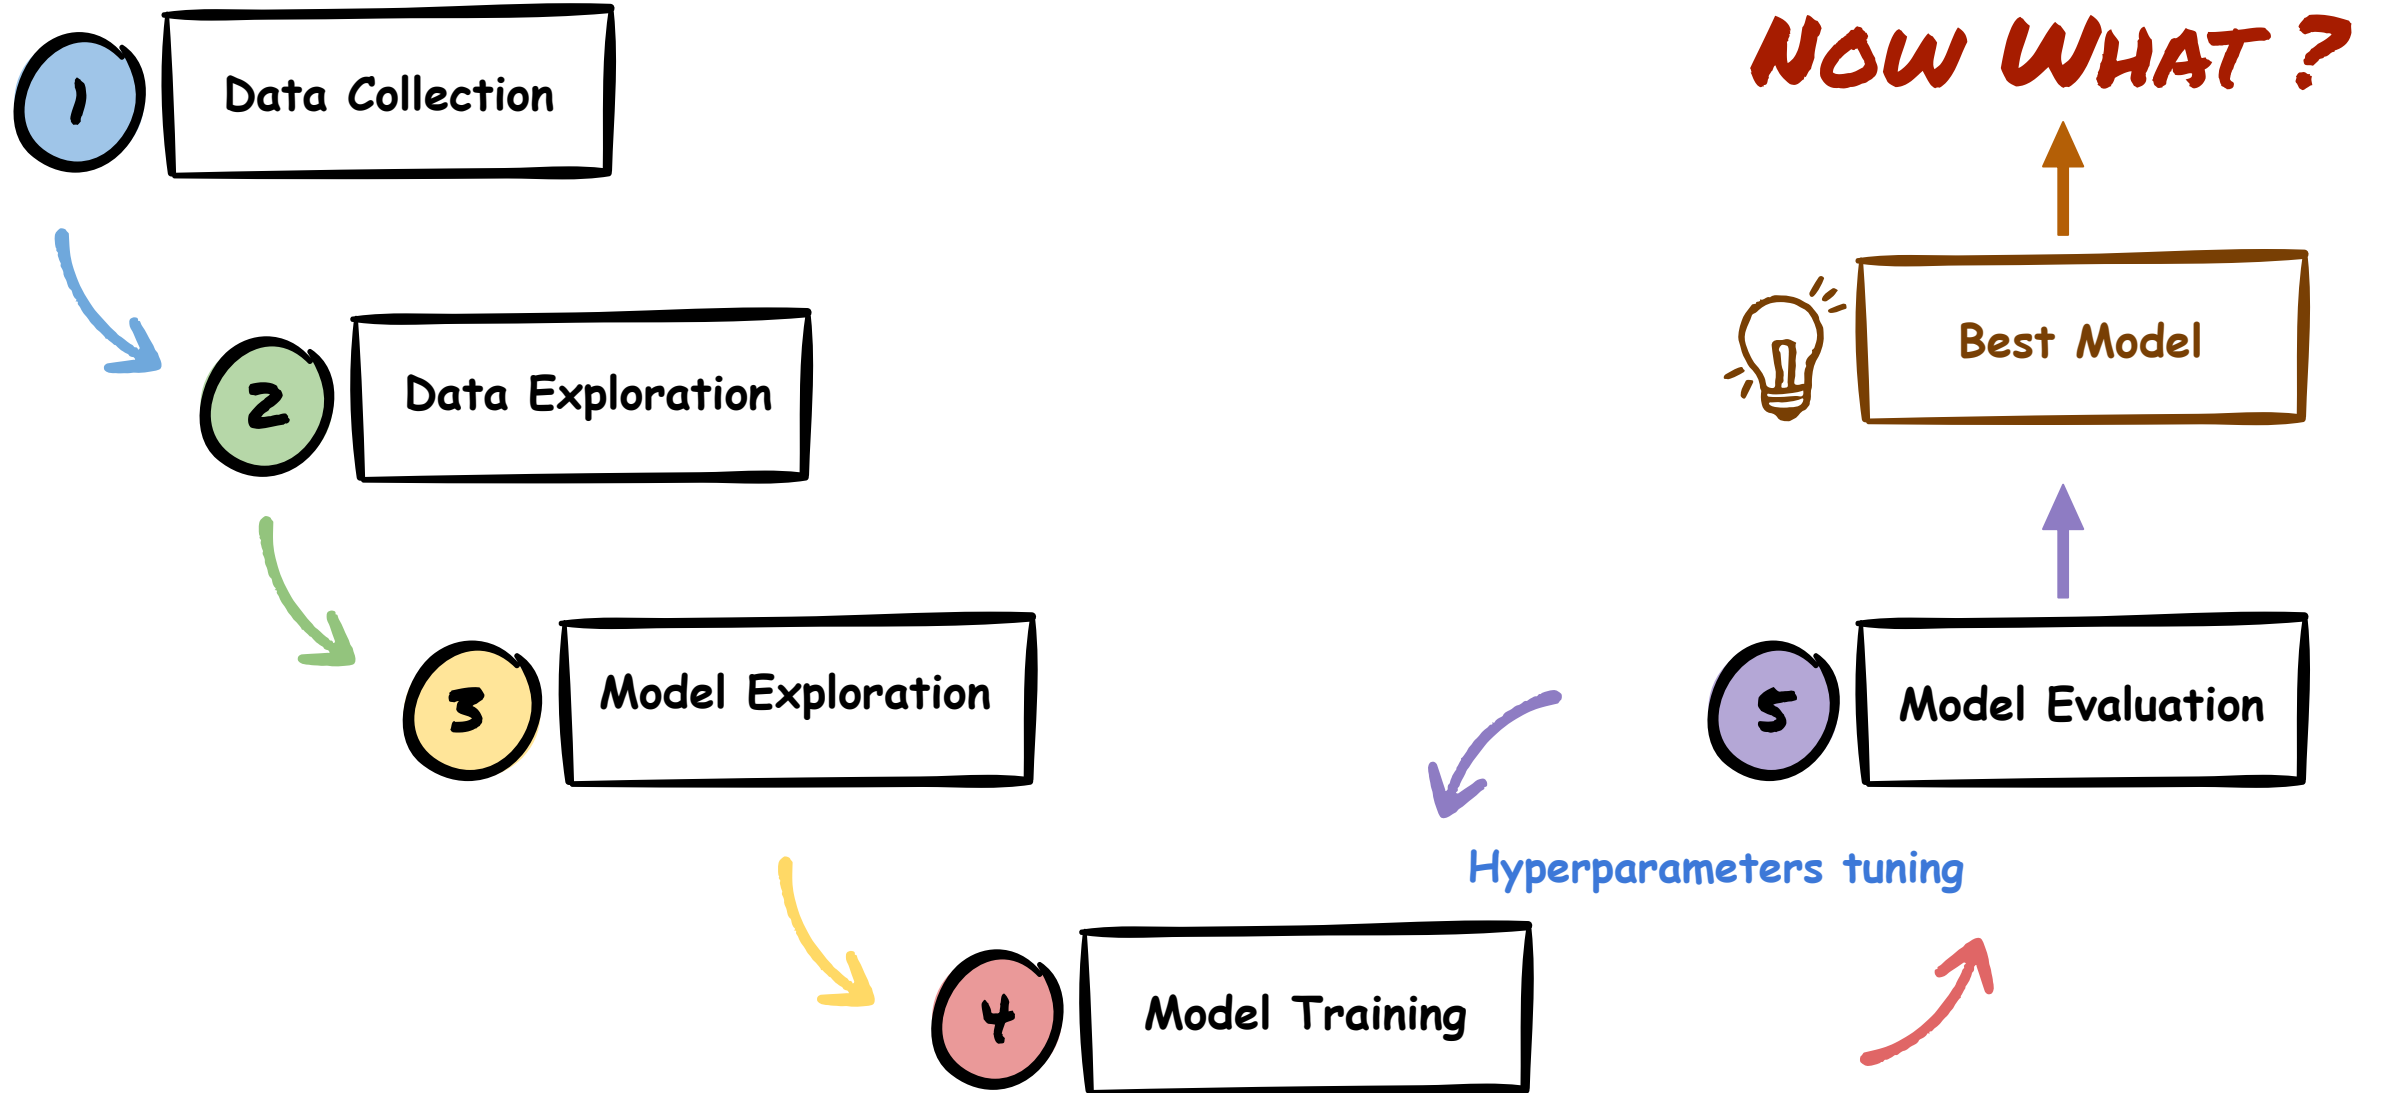 1
Data Collection
2
Data Exploration
3
Model Exploration
4
Model Training
Hyperparameters tuning
5
Model Evaluation
Best Model
Now What ?